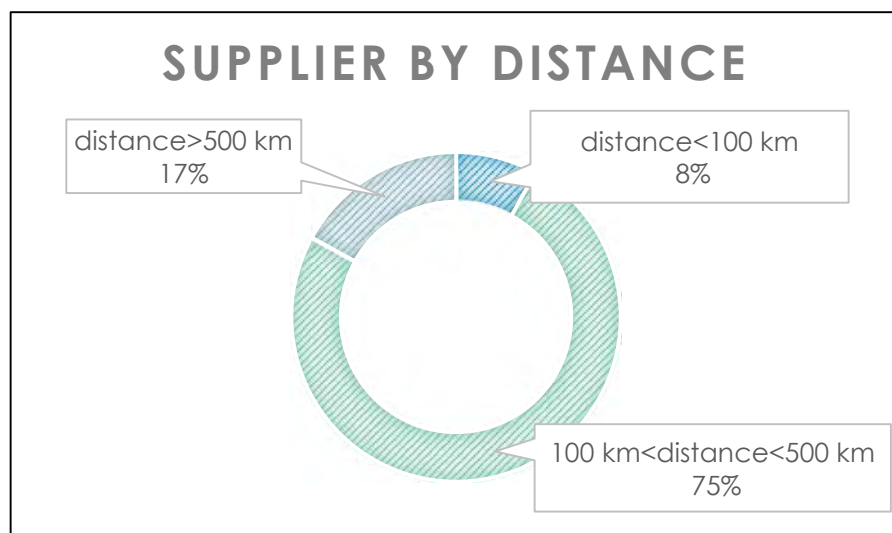 SUPPLIER BY DISTANCE
distance>500 km
17%
distance<100 km
8%
100 km<distance<500 km
75%